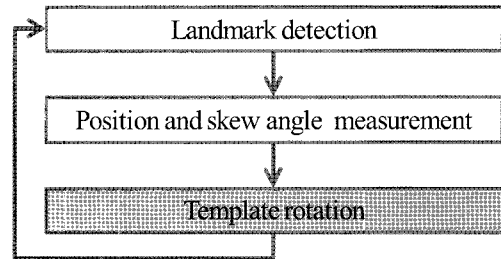 Landmark detection
Position and skew angle measurement
Template rotation